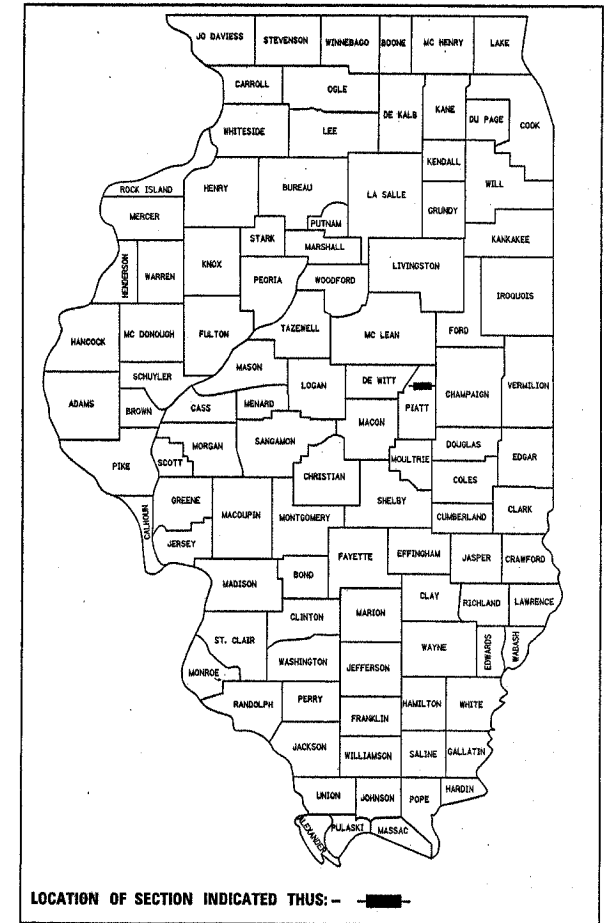 JO DAVIESS STEVENSON WINNEBAGO BOONE MC HENRY LAKE
CARROLL OGLE
DE KALB KANE DU PAGE COOK
WHITESIDE LEE
KENDALL
ROCK ISLAND HENRY BUREAU LA SALLE WILL
MERCER PUTNAM GRUNDY
STARK MARSHALL KANKAKEE
HENDERSON WARREN KNOX PEORIA WOODFORD LIVINGSTON
IROQUOIS
HANCOCK MC DONOUGH FULTON TAZEWELL MC LEAN FORD
SCHUYLER MASON
ADAMS BROWN CASS MENARD LOGAN DE WITT PIATT CHAMPAIGN VERMILION
MACON
PIKE SCOTT MORGAN SANGAMON MOULTRIE DOUGLAS EDGAR
CHRISTIAN COLES
CALHOUN GREENE MACOUPIN MONTGOMERY SHELBY CUMBERLAND CLARK
JERSEY
FAYETTE EFFINGHAM JASPER CRAWFORD
MADISON BOND
CLAY RICHLAND LAWRENCE
CLINTON MARION
ST. CLAIR WAYNE EDWARDS WABASH
MONROE WASHINGTON JEFFERSON
RANDOLPH PERRY HAMILTON WHITE
FRANKLIN
JACKSON WILLIAMSON SALINE GALLATIN
UNION JOHNSON POPE HARDIN
ALEXANDER PULASKI MASSAC
LOCATION OF SECTION INDICATED THUS: -